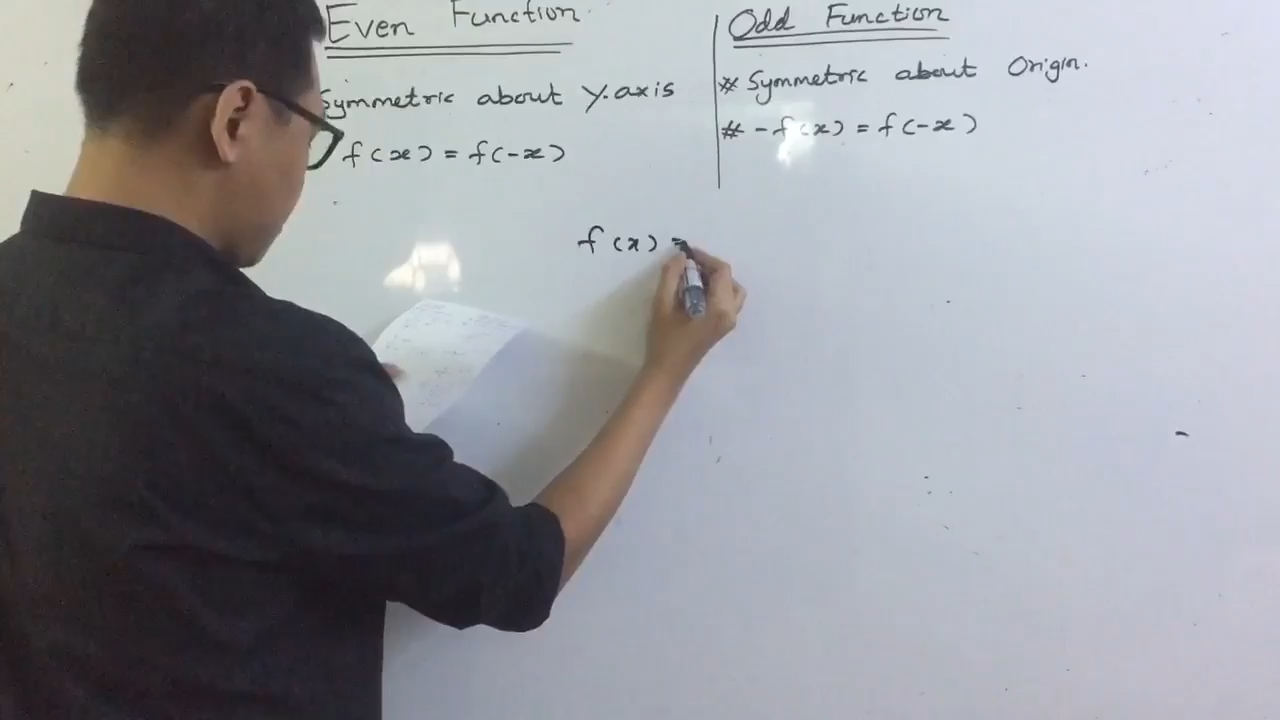 Even Function.
Symmetric about y.axis
f(x) = f(-x)
Odd Function
# Symmetric about Origin.
# -f(x) = f(-x)
f(x) =